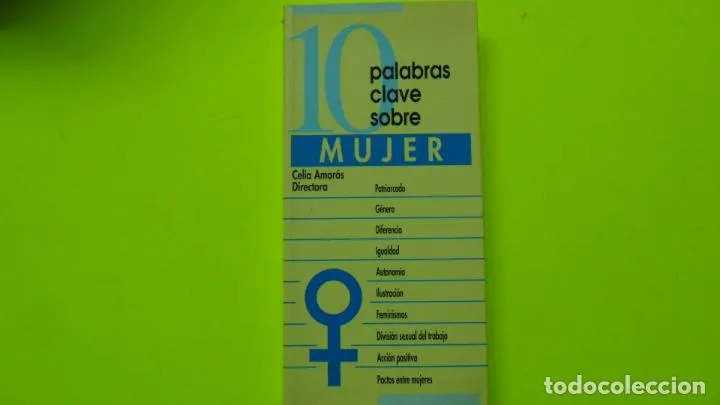 10
palabras
clave
sobre
MUJER
Celia Amorós
Directora
Patriarcado
Género
Diferencia
Igualdad
Autonomía
Ilustración
Feminismos
División sexual del trabajo
Acción positiva
Pactos entre mujeres
todocoleccion.net